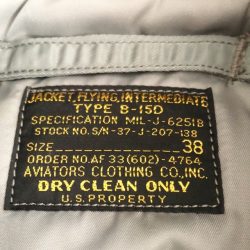 JACKET, FLYING, INTERMEDIATE
TYPE B-15D
SPECIFICATION MIL-J-6251B
STOCK NO. S/N-37-J-207-138
SIZE 38
ORDER NO. AF 33(602)-4764
AVIATORS CLOTHING CO., INC.
DRY CLEAN ONLY
U.S. PROPERTY